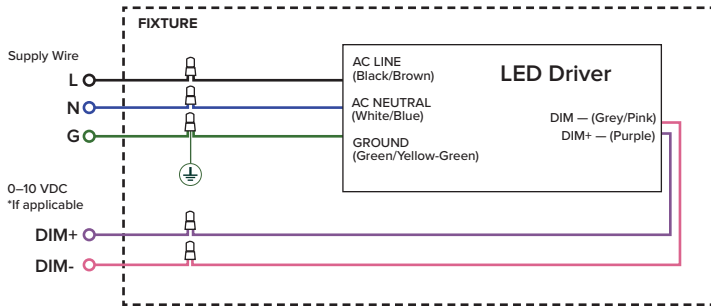 FIXTURE
Supply Wire
L
N
G
AC LINE
(Black/Brown)
AC NEUTRAL
(White/Blue)
GROUND
(Green/Yellow-Green)
LED Driver
DIM — (Grey/Pink)
DIM+ — (Purple)
0–10 VDC
*If applicable
DIM+
DIM-